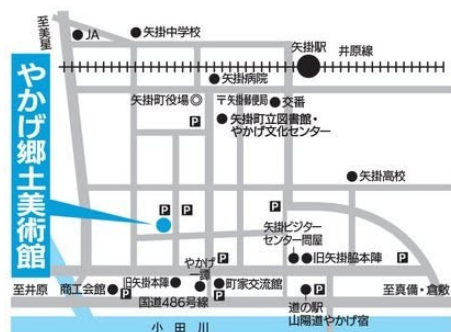 至美星
JA
矢掛中学校
矢掛駅
井原線
矢掛病院
矢掛町役場
〒矢掛郵便局
交番
P
矢掛町立図書館・
やかげ文化センター
やかげ郷土美術館
矢掛高校
P
P
P
矢掛ビジター
センター問屋
やかげ
一譚
P
旧矢掛脇本陣
P
至井原
商工会館
P
旧矢掛本陣
P
町家交流館
P
至真備・倉敷
国道486号線
道の駅
山陽道やかげ宿
小田川